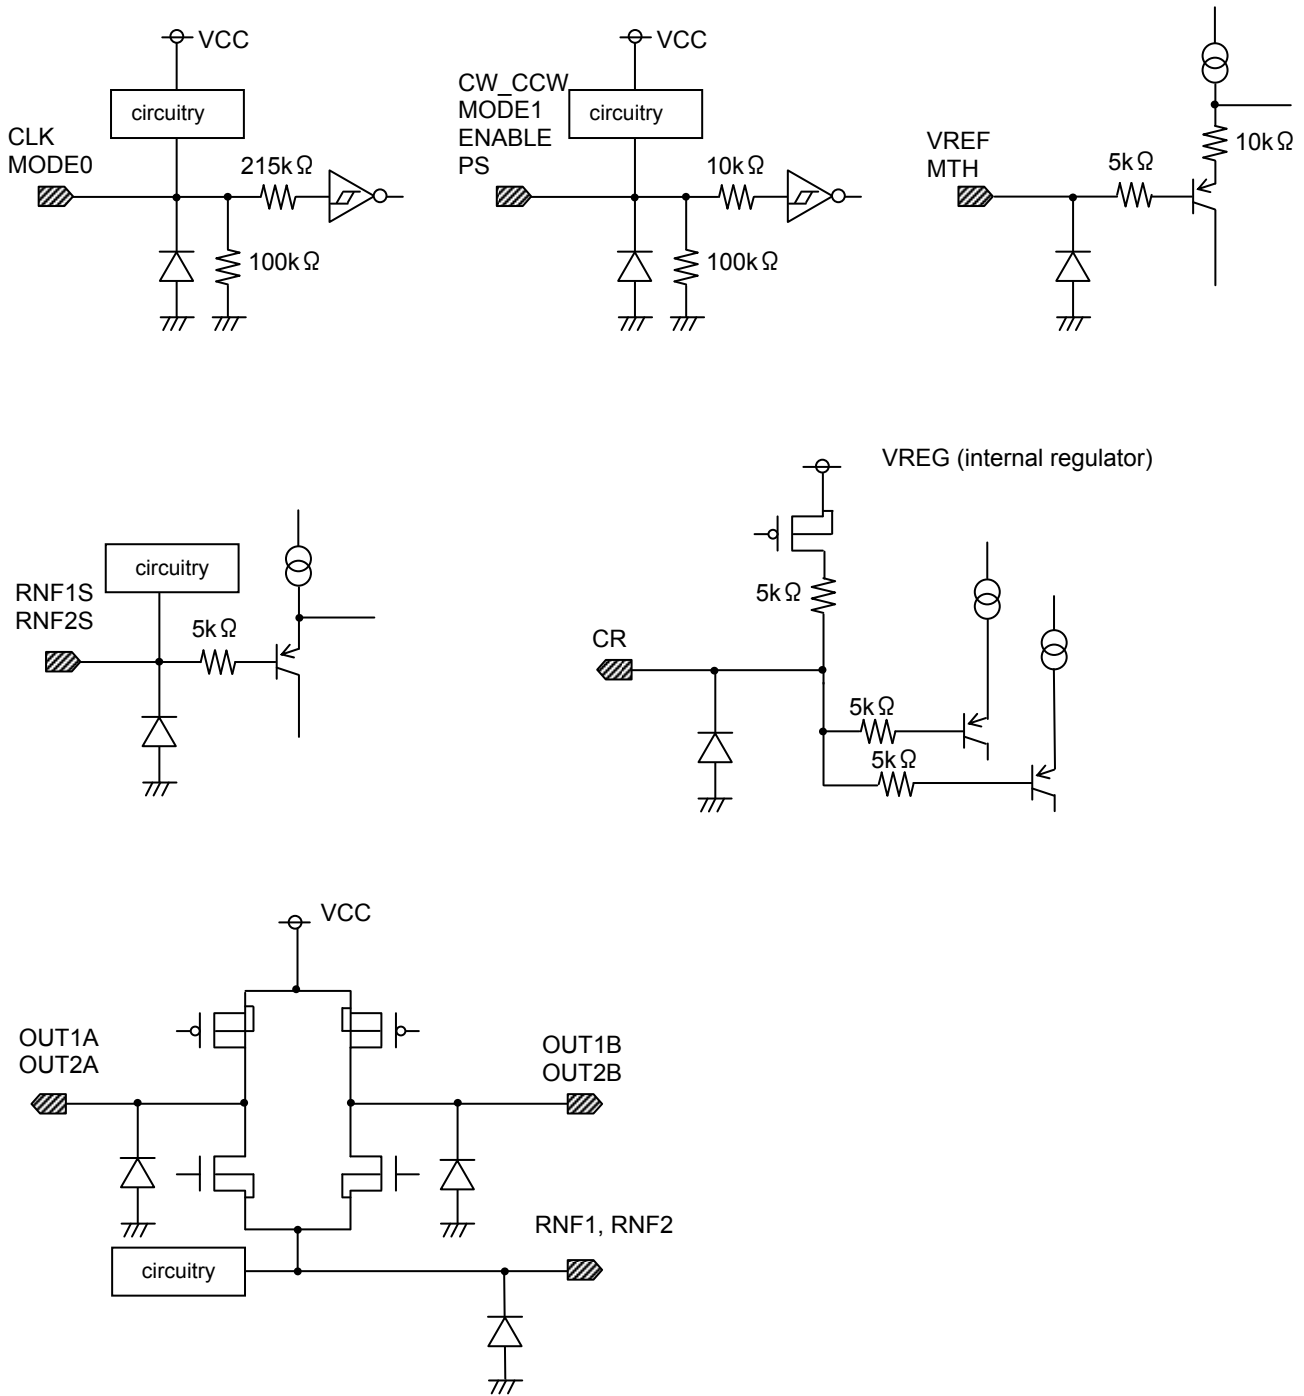 VCC
circuitry
CLK
MODE0
215kΩ
100kΩ
VCC
CW_CCW
MODE1
ENABLE
PS
circuitry
10kΩ
100kΩ
VREF
MTH
5kΩ
10kΩ
circuitry
RNF1S
RNF2S
5kΩ
VREG (internal regulator)
5kΩ
CR
5kΩ
5kΩ
VCC
OUT1A
OUT2A
OUT1B
OUT2B
RNF1, RNF2
circuitry